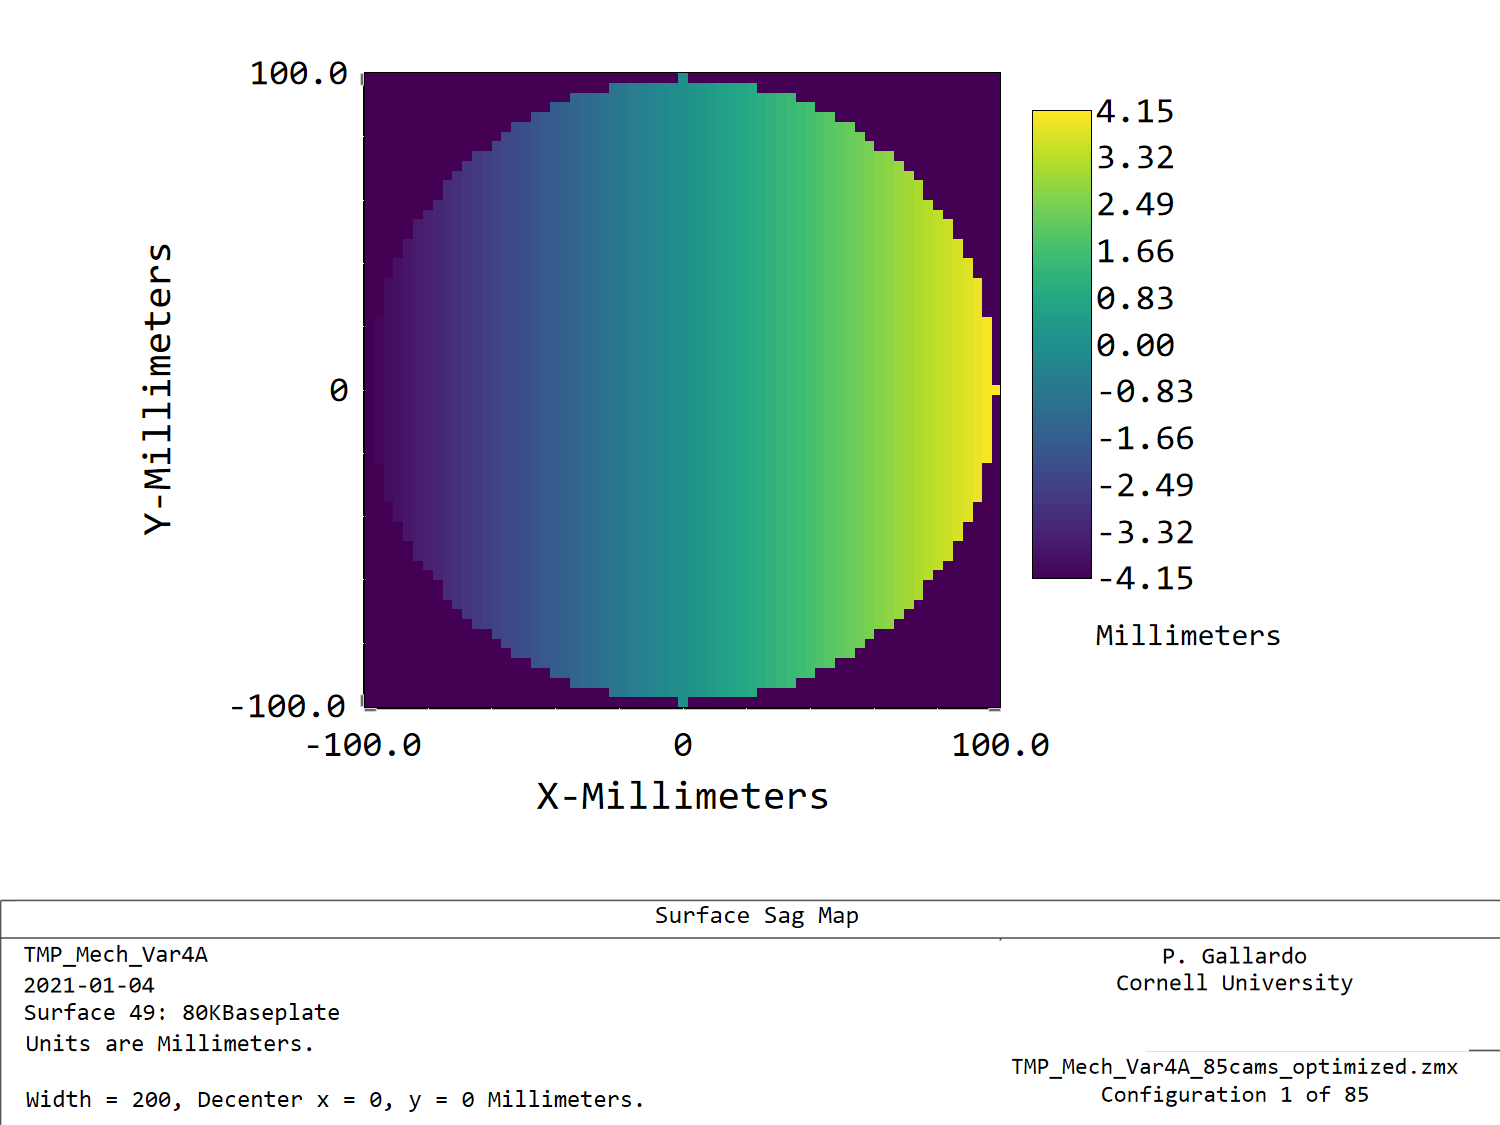 100.0
0
-100.0
Y-Millimeters
-100.0 0 100.0
X-Millimeters
4.15
3.32
2.49
1.66
0.83
0.00
-0.83
-1.66
-2.49
-3.32
-4.15
Millimeters
Surface Sag Map
TMP_Mech_Var4A
2021-01-04
Surface 49: 80KBaseplate
Units are Millimeters.
Width = 200, Decenter x = 0, y = 0 Millimeters.
P. Gallardo
Cornell University
TMP_Mech_Var4A_85cams_optimized.zmx
Configuration 1 of 85